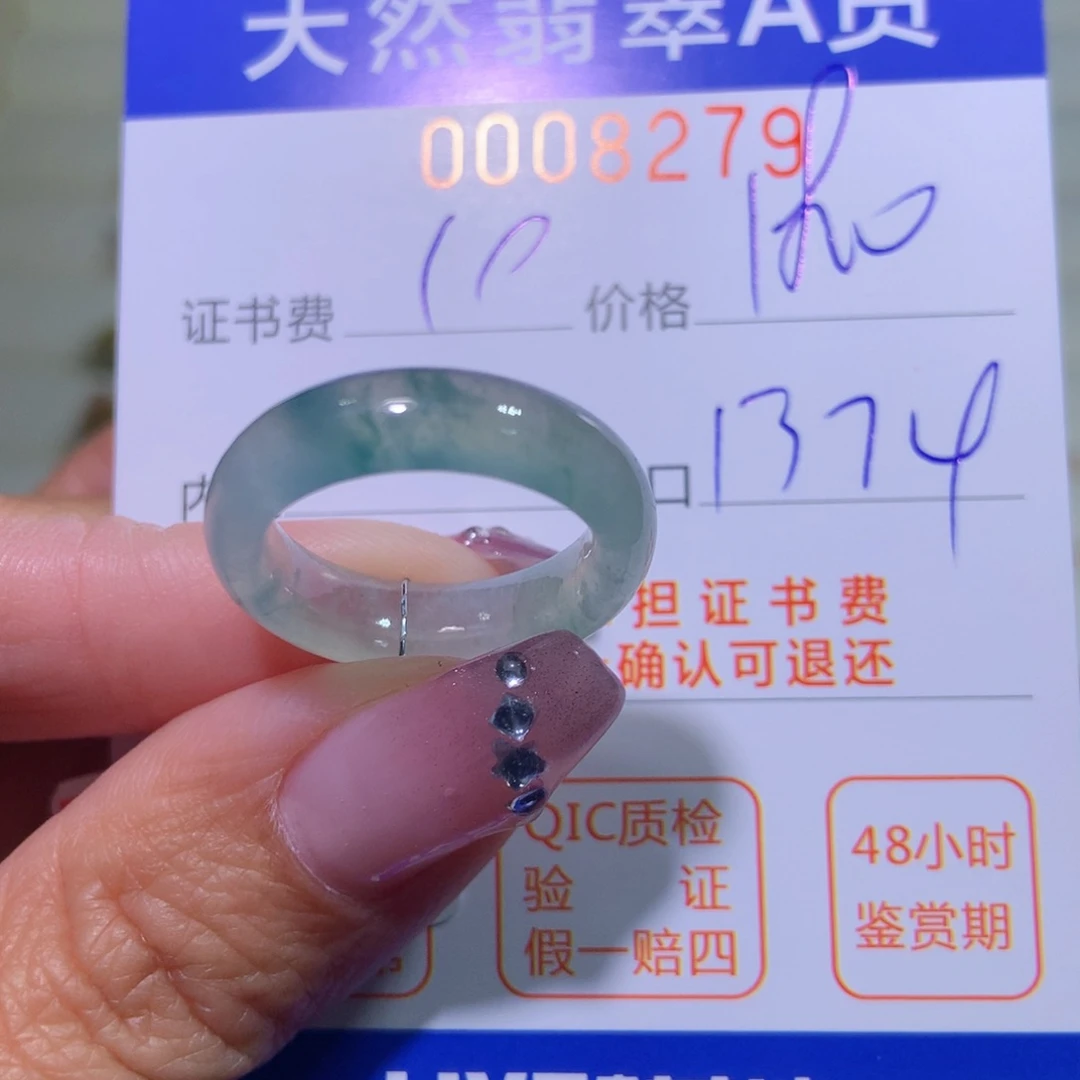 天然翡翠A货
0008279
证书费 10 价格
内 口 1374
担证书费
确认可退还
QIC质检 48小时
验 证 鉴赏期
假一赔四